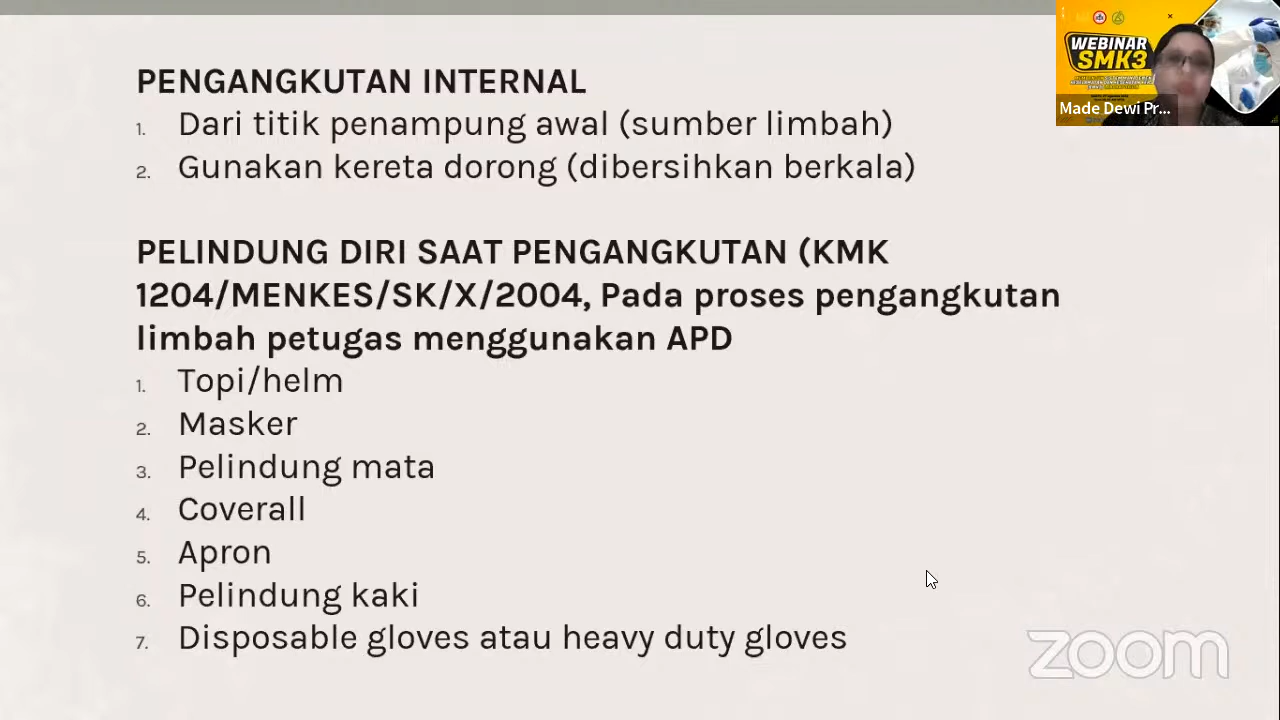 PENGANGKUTAN INTERNAL
1. Dari titik penampung awal (sumber limbah)
2. Gunakan kereta dorong (dibersihkan berkala)
PELINDUNG DIRI SAAT PENGANGKUTAN (KMK
1204/MENKES/SK/X/2004, Pada proses pengangkutan
limbah petugas menggunakan APD
1. Topi/helm
2. Masker
3. Pelindung mata
4. Coverall
5. Apron
6. Pelindung kaki
7. Disposable gloves atau heavy duty gloves
WEBINAR
SMK3
Made Dewi Pr...
zoom